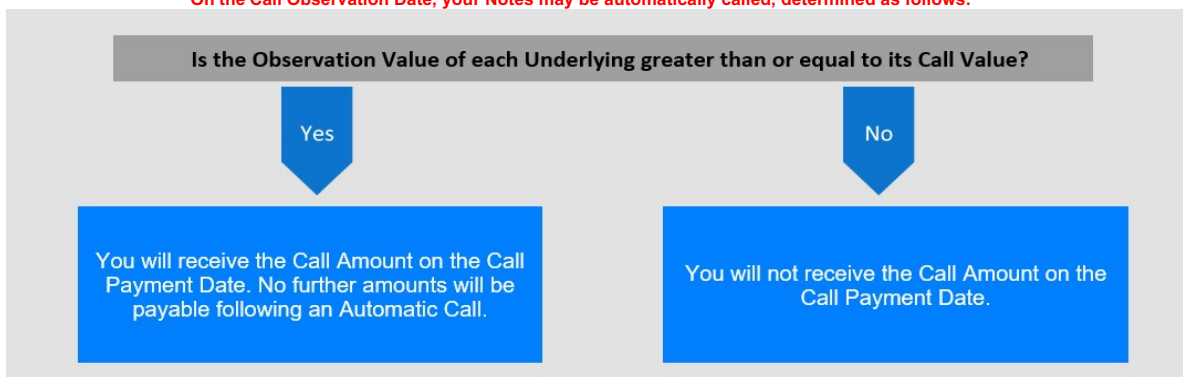 On the Call Observation Date, your Notes may be automatically called, determined as follows:
Is the Observation Value of each Underlying greater than or equal to its Call Value?
Yes
No
You will receive the Call Amount on the Call
Payment Date. No further amounts will be
payable following an Automatic Call.
You will not receive the Call Amount on the
Call Payment Date.